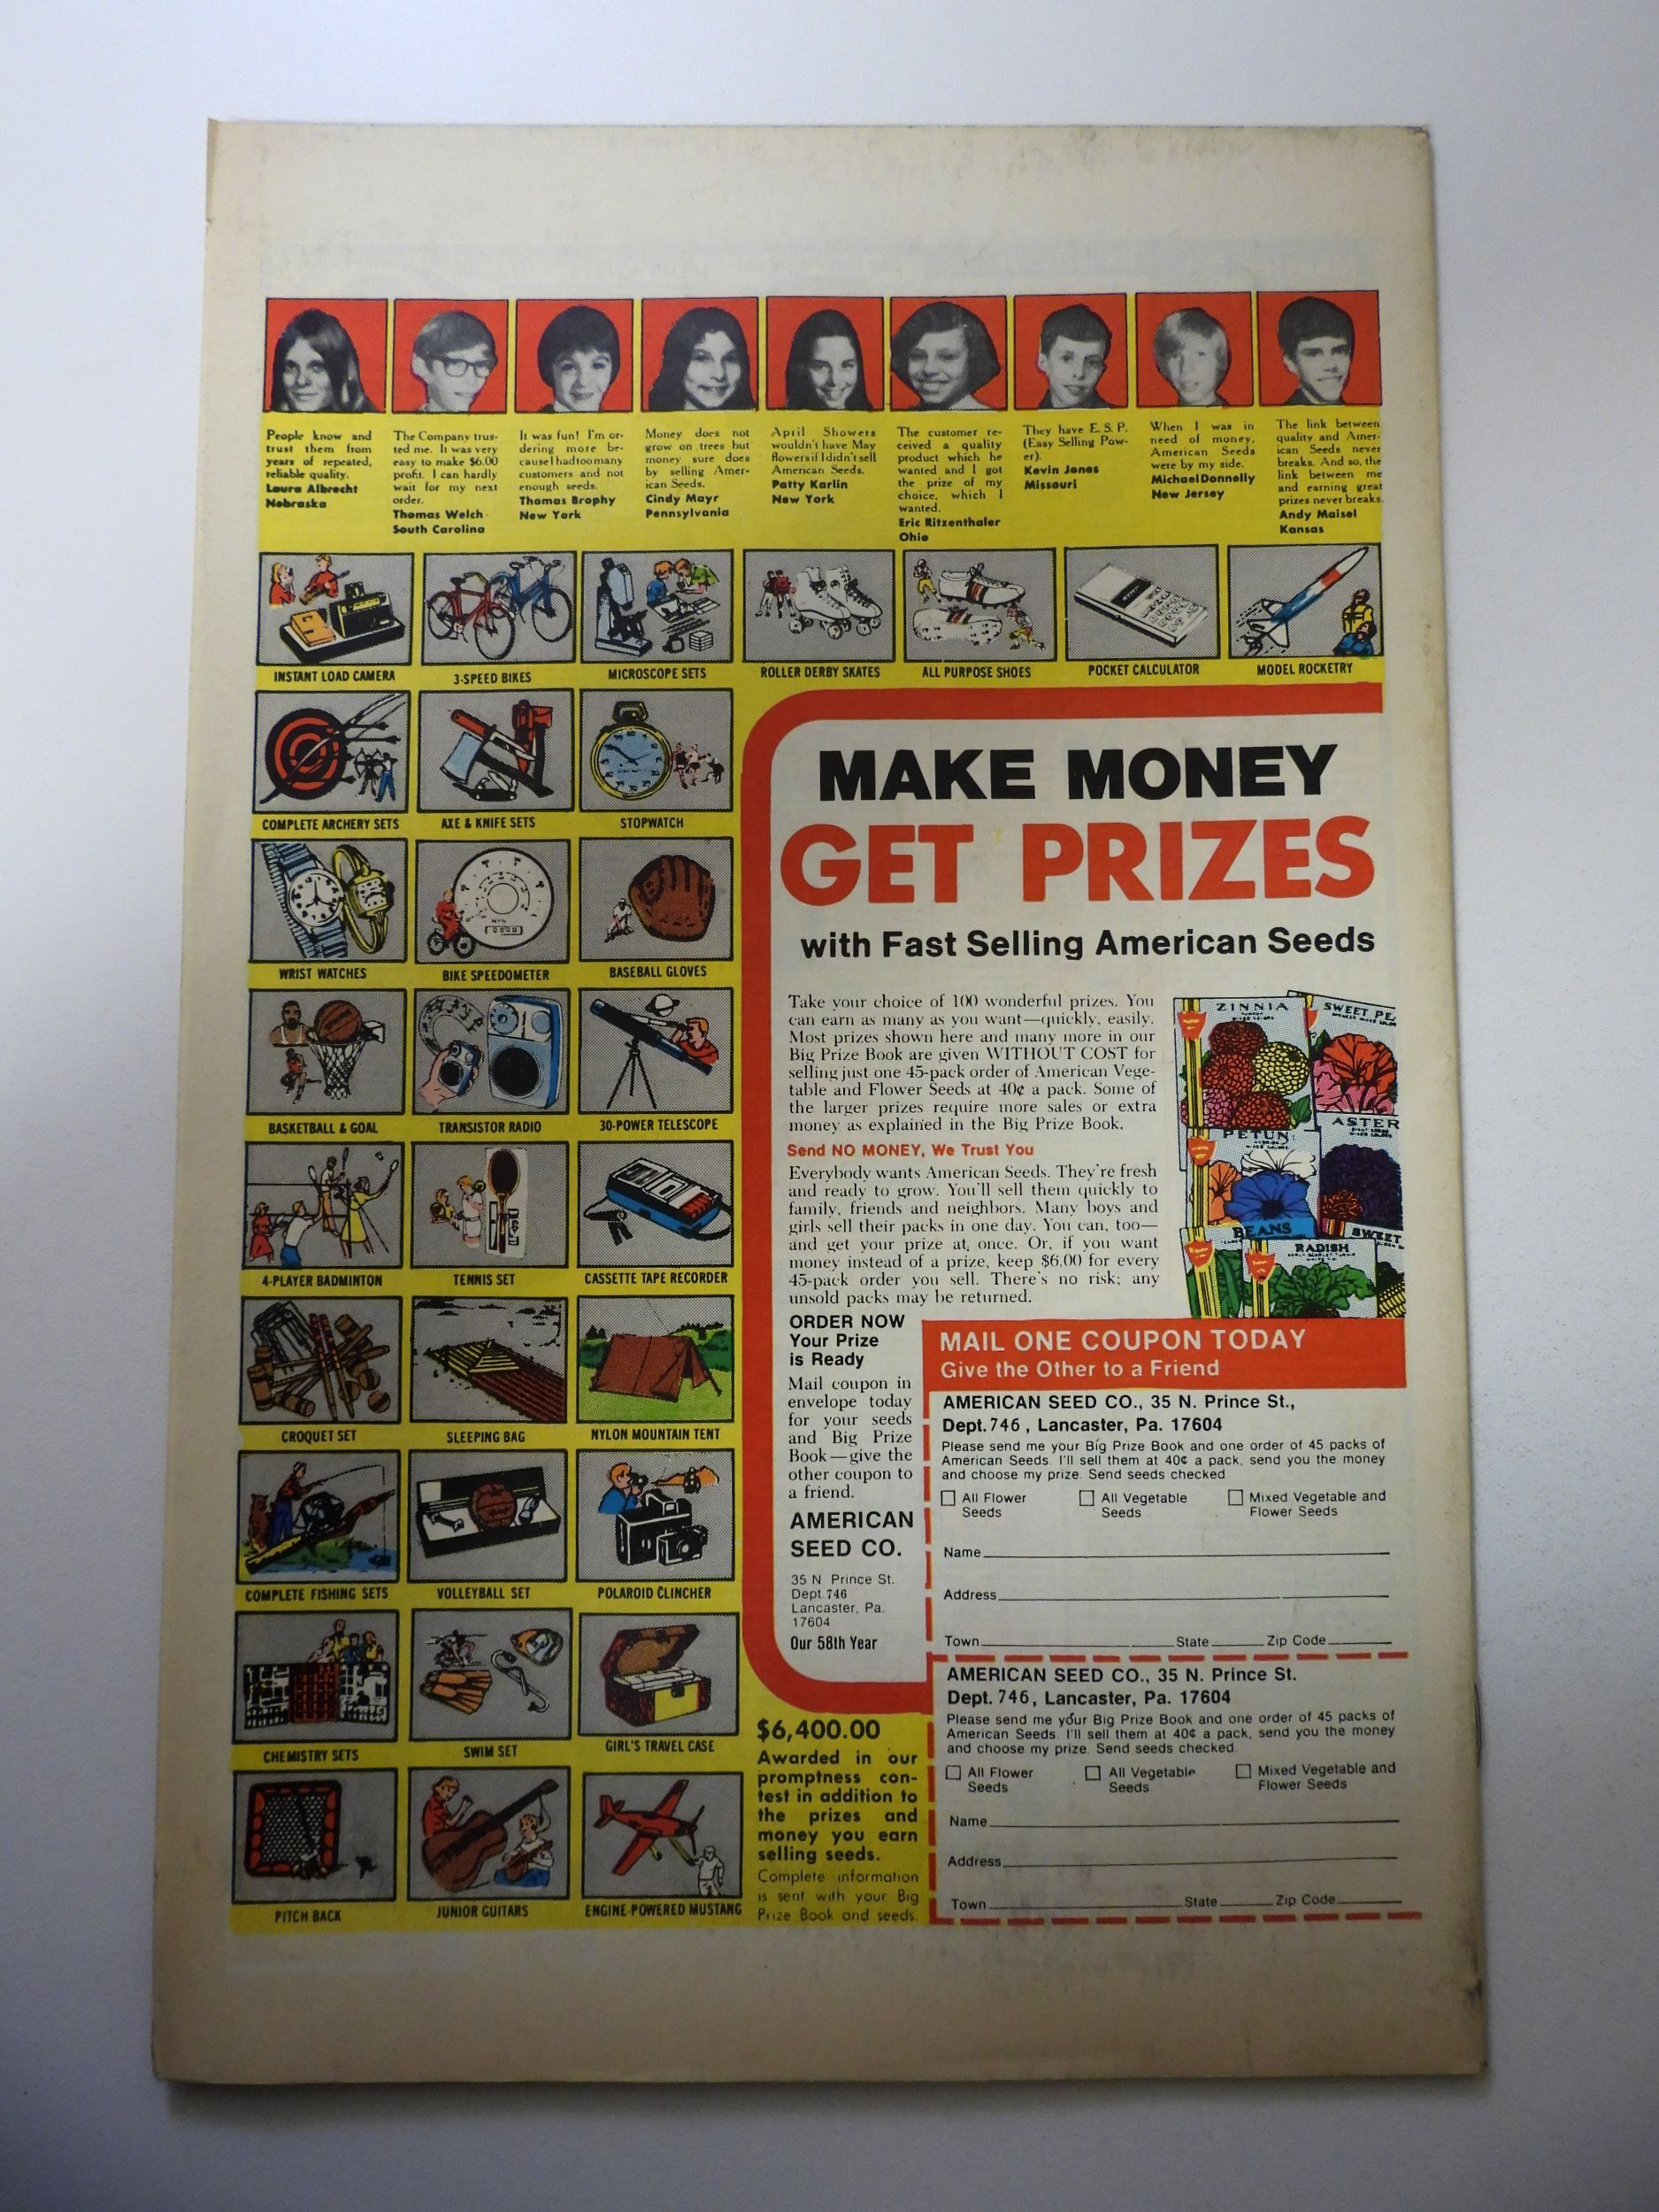 People know and
trust them from
years of repeated,
reliable quality.
Laura Albrecht
Nebraska
The Company trus-
ted me. It was very
easy to make $6.00
profit. I can hardly
wait for my next
order.
Thomas Welch
South Carolina
It was fun! I'm or-
dering more be-
cause I had too many
customers and not
enough seeds.
Thomas Brophy
New York
Money does not
grow on trees but
money sure does
by selling Amer-
ican Seeds.
Cindy Mayr
Pennsylvania
April Showers
wouldn't have May
flowers if I didn't sell
American Seeds.
Patty Karlin
New York
The customer re-
ceived a quality
product which he
wanted and I got
the prize of my
choice, which I
wanted.
Eric Ritzenthaler
Ohio
They have E.S.P.
(Easy Selling Pow-
er).
Kevin Jones
Missouri
When I was in
need of money,
American Seeds
were by my side.
Michael Donnelly
New Jersey
The link between
quality and Amer-
ican Seeds never
breaks. And so, the
link between me
and earning great
prizes never breaks.
Andy Maisel
Kansas
INSTANT LOAD CAMERA
3-SPEED BIKES
MICROSCOPE SETS
ROLLER DERBY SKATES
ALL PURPOSE SHOES
POCKET CALCULATOR
MODEL ROCKETRY
COMPLETE ARCHERY SETS
AXE & KNIFE SETS
STOPWATCH
WRIST WATCHES
BIKE SPEEDOMETER
BASEBALL GLOVES
BASKETBALL & GOAL
TRANSISTOR RADIO
30-POWER TELESCOPE
4-PLAYER BADMINTON
TENNIS SET
CASSETTE TAPE RECORDER
CROQUET SET
SLEEPING BAG
NYLON MOUNTAIN TENT
COMPLETE FISHING SETS
VOLLEYBALL SET
POLAROID CLINCHER
CHEMISTRY SETS
SWIM SET
GIRL'S TRAVEL CASE
PITCH BACK
JUNIOR GUITARS
ENGINE-POWERED MUSTANG
MAKE MONEY
GET PRIZES
with Fast Selling American Seeds
Take your choice of 100 wonderful prizes. You
can earn as many as you want—quickly, easily.
Most prizes shown here and many more in our
Big Prize Book are given WITHOUT COST for
selling just one 45-pack order of American Vege-
table and Flower Seeds at 40¢ a pack. Some of
the larger prizes require more sales or extra
money as explained in the Big Prize Book.
Send NO MONEY, We Trust You
Everybody wants American Seeds. They're fresh
and ready to grow. You'll sell them quickly to
family, friends and neighbors. Many boys and
girls sell their packs in one day. You can, too—
and get your prize at once. Or, if you want
money instead of a prize, keep $6.00 for every
45-pack order you sell. There's no risk; any
unsold packs may be returned.
ZINNIA
SWEET PE
PETUN
ASTER
BEANS
RADISH
SWEET
ORDER NOW
Your Prize
is Ready
Mail coupon in
envelope today
for your seeds
and Big Prize
Book—give the
other coupon to
a friend.
AMERICAN
SEED CO.
35 N Prince St.
Dept 746
Lancaster, Pa.
17604
Our 58th Year
MAIL ONE COUPON TODAY
Give the Other to a Friend
AMERICAN SEED CO., 35 N. Prince St.,
Dept. 746, Lancaster, Pa. 17604
Please send me your Big Prize Book and one order of 45 packs of
American Seeds. I'll sell them at 40¢ a pack, send you the money
and choose my prize. Send seeds checked
All Flower
Seeds
All Vegetable
Seeds
Mixed Vegetable and
Flower Seeds
Name
Address
Town State Zip Code
AMERICAN SEED CO., 35 N. Prince St.
Dept. 746, Lancaster, Pa. 17604
Please send me your Big Prize Book and one order of 45 packs of
American Seeds. I'll sell them at 40¢ a pack, send you the money
and choose my prize. Send seeds checked.
All Flower
Seeds
All Vegetable
Seeds
Mixed Vegetable and
Flower Seeds
Name
Address
Town State Zip Code
$6,400.00
Awarded in our
promptness con-
test in addition to
the prizes and
money you earn
selling seeds.
Complete information
is sent with your Big
Prize Book and seeds.